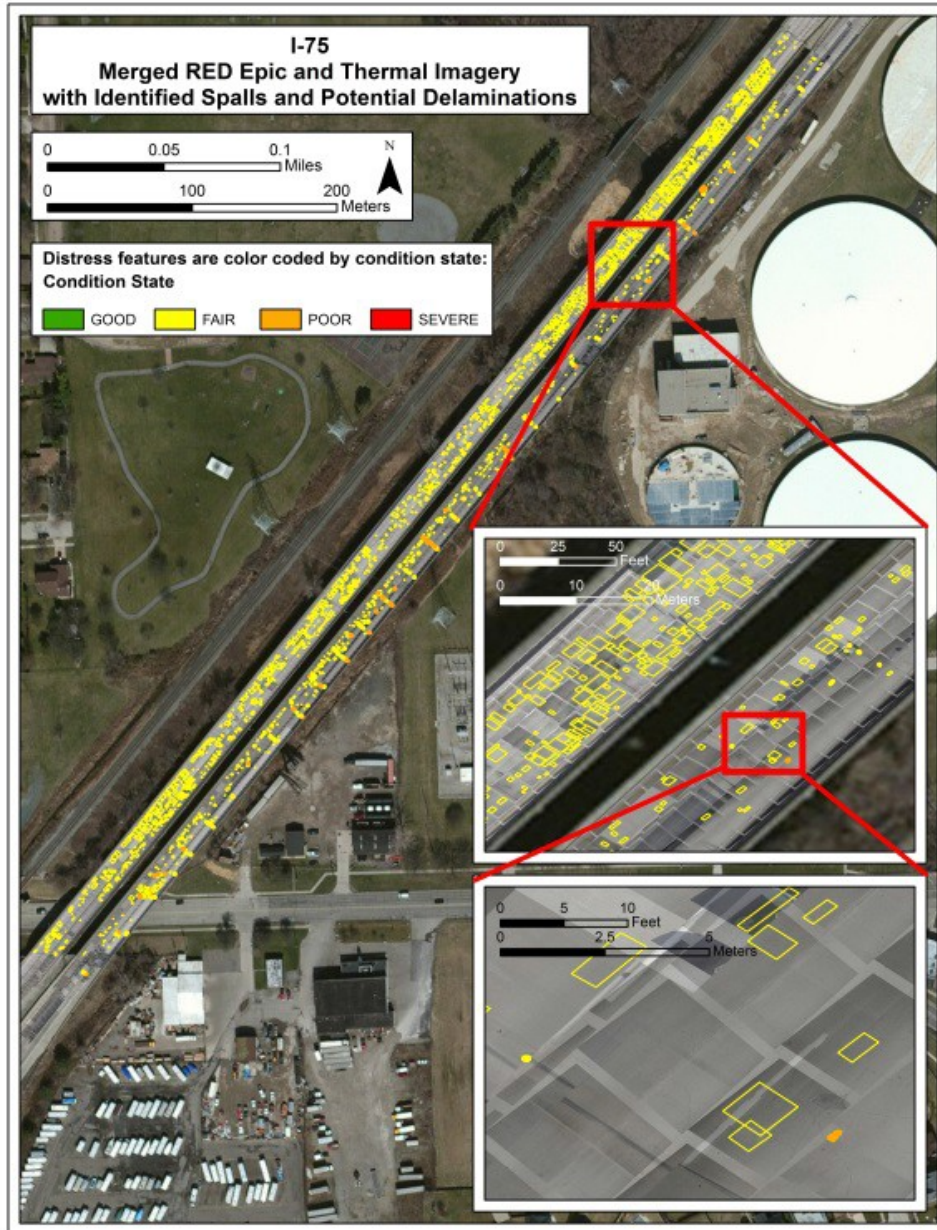 I-75
Merged RED Epic and Thermal Imagery
with Identified Spalls and Potential Delaminations
0 0.05 0.1
Miles
0 100 200
Meters
N
Distress features are color coded by condition state:
Condition State
GOOD FAIR POOR SEVERE
0 25 50
Feet
0 10 20
Meters
0 5 10
Feet
0 2.5 5
Meters